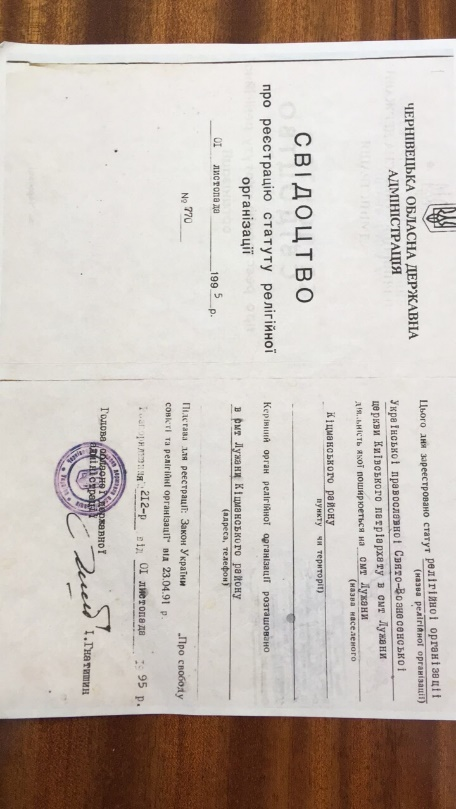 ЧЕРНІВЕЦЬКА ОБЛАСНА ДЕРЖАВНА
АДМІНІСТРАЦІЯ
СВІДОЦТВО
про реєстрацію статуту релігійної
організації
01 листопада 1995 р.
№ 770
Цього дня зареєстровано статут релігійної організації
(назва релігійної організації)
Української православної Свято-Вознесенської
церкви Київського патріархату в смт Лужани
діяльність якої поширюється на смт Лужани
(назва населеного
Кіцманського району
пункту чи території)
Керівний орган релігійної організації розташовано
в смт Лужани Кіцманського району
(адреса, телефон)
Підстава для реєстрації: Закон України „Про свободу
совісті та релігійні організації" від 23.04.91 р.
212-р від 01 листопада 95 р.
Голова обласної державної
адміністрації І.Гнатишин